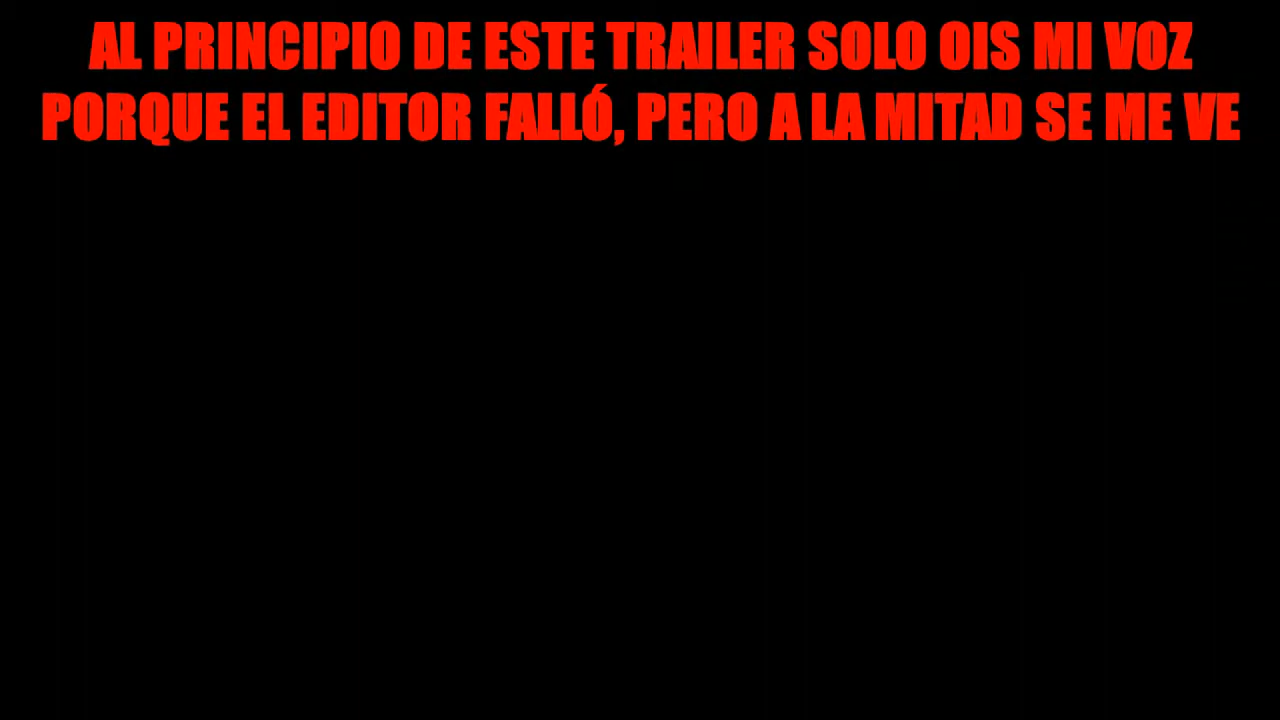 AL PRINCIPIO DE ESTE TRAILER SOLO OIS MI VOZ
PORQUE EL EDITOR FALLÓ, PERO A LA MITAD SE ME VE